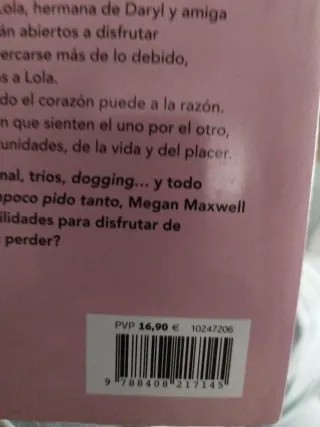 Lola, hermana de Daryl y amiga
án abiertos a disfrutar
ercarse más de lo debido,
s a Lola.
do el corazón puede a la razón.
n que sienten el uno por el otro,
unidades, de la vida y del placer.
nal, tríos, dogging... y todo
mpoco pido tanto, Megan Maxwell
ilidades para disfrutar de
perder?
PVP 16,90 € 10247206
9 788408 217145